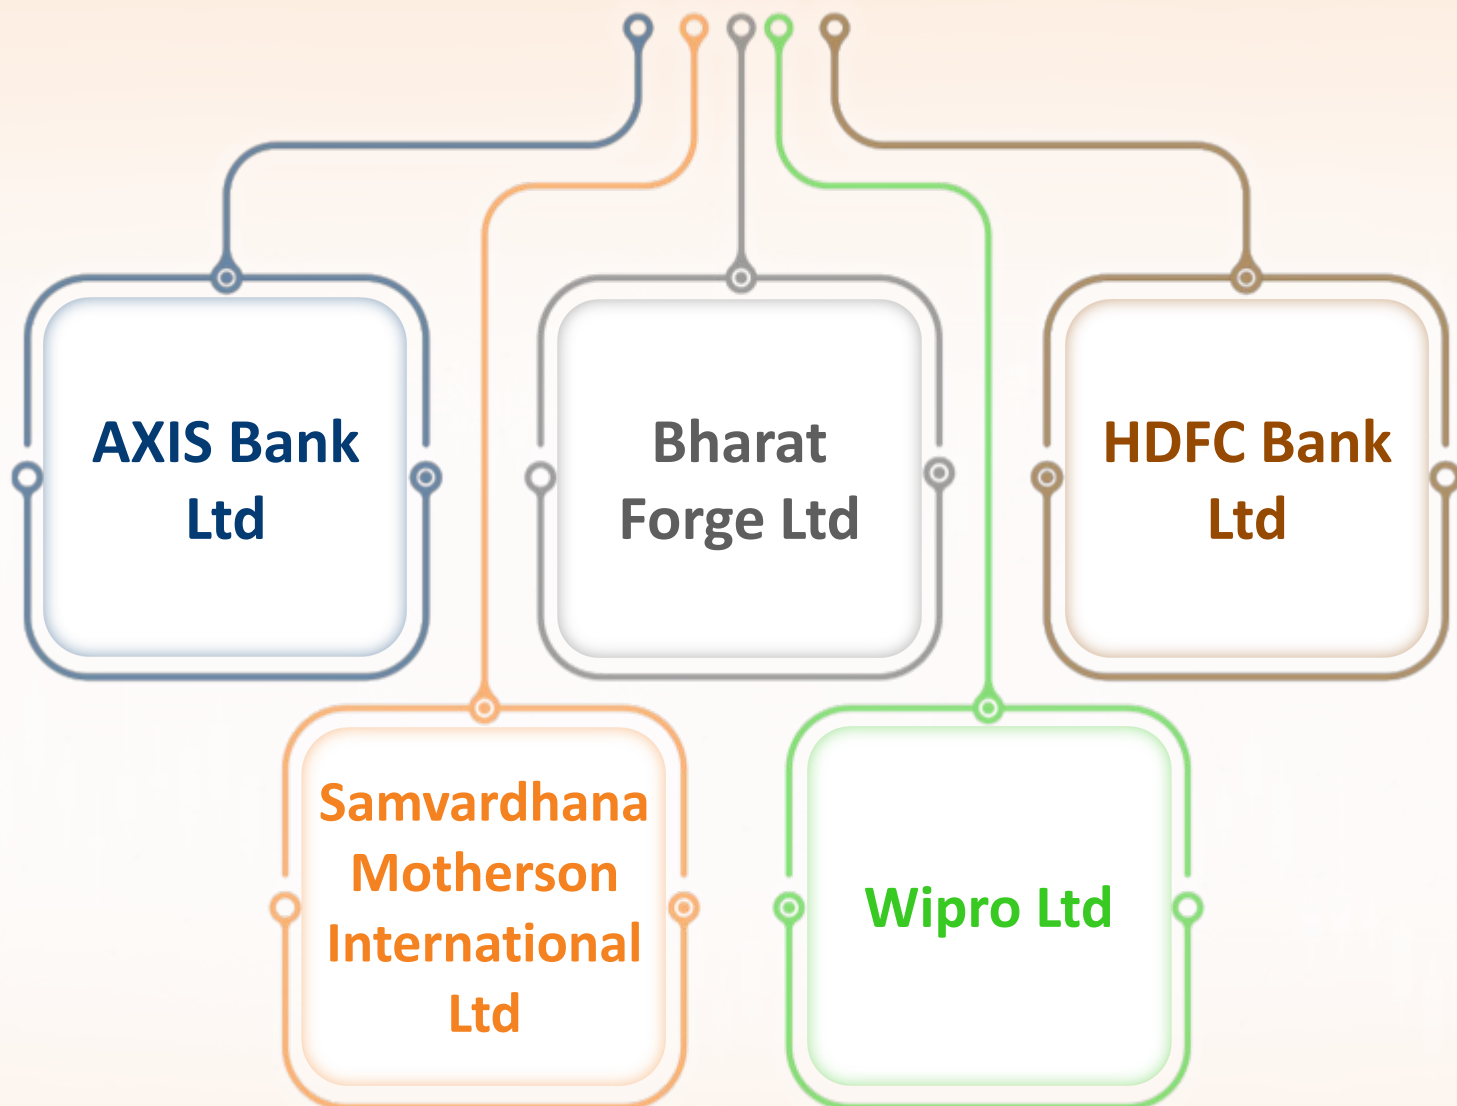 AXIS Bank
Ltd
Bharat
Forge Ltd
HDFC Bank
Ltd
Samvardhana
Motherson
International
Ltd
Wipro Ltd